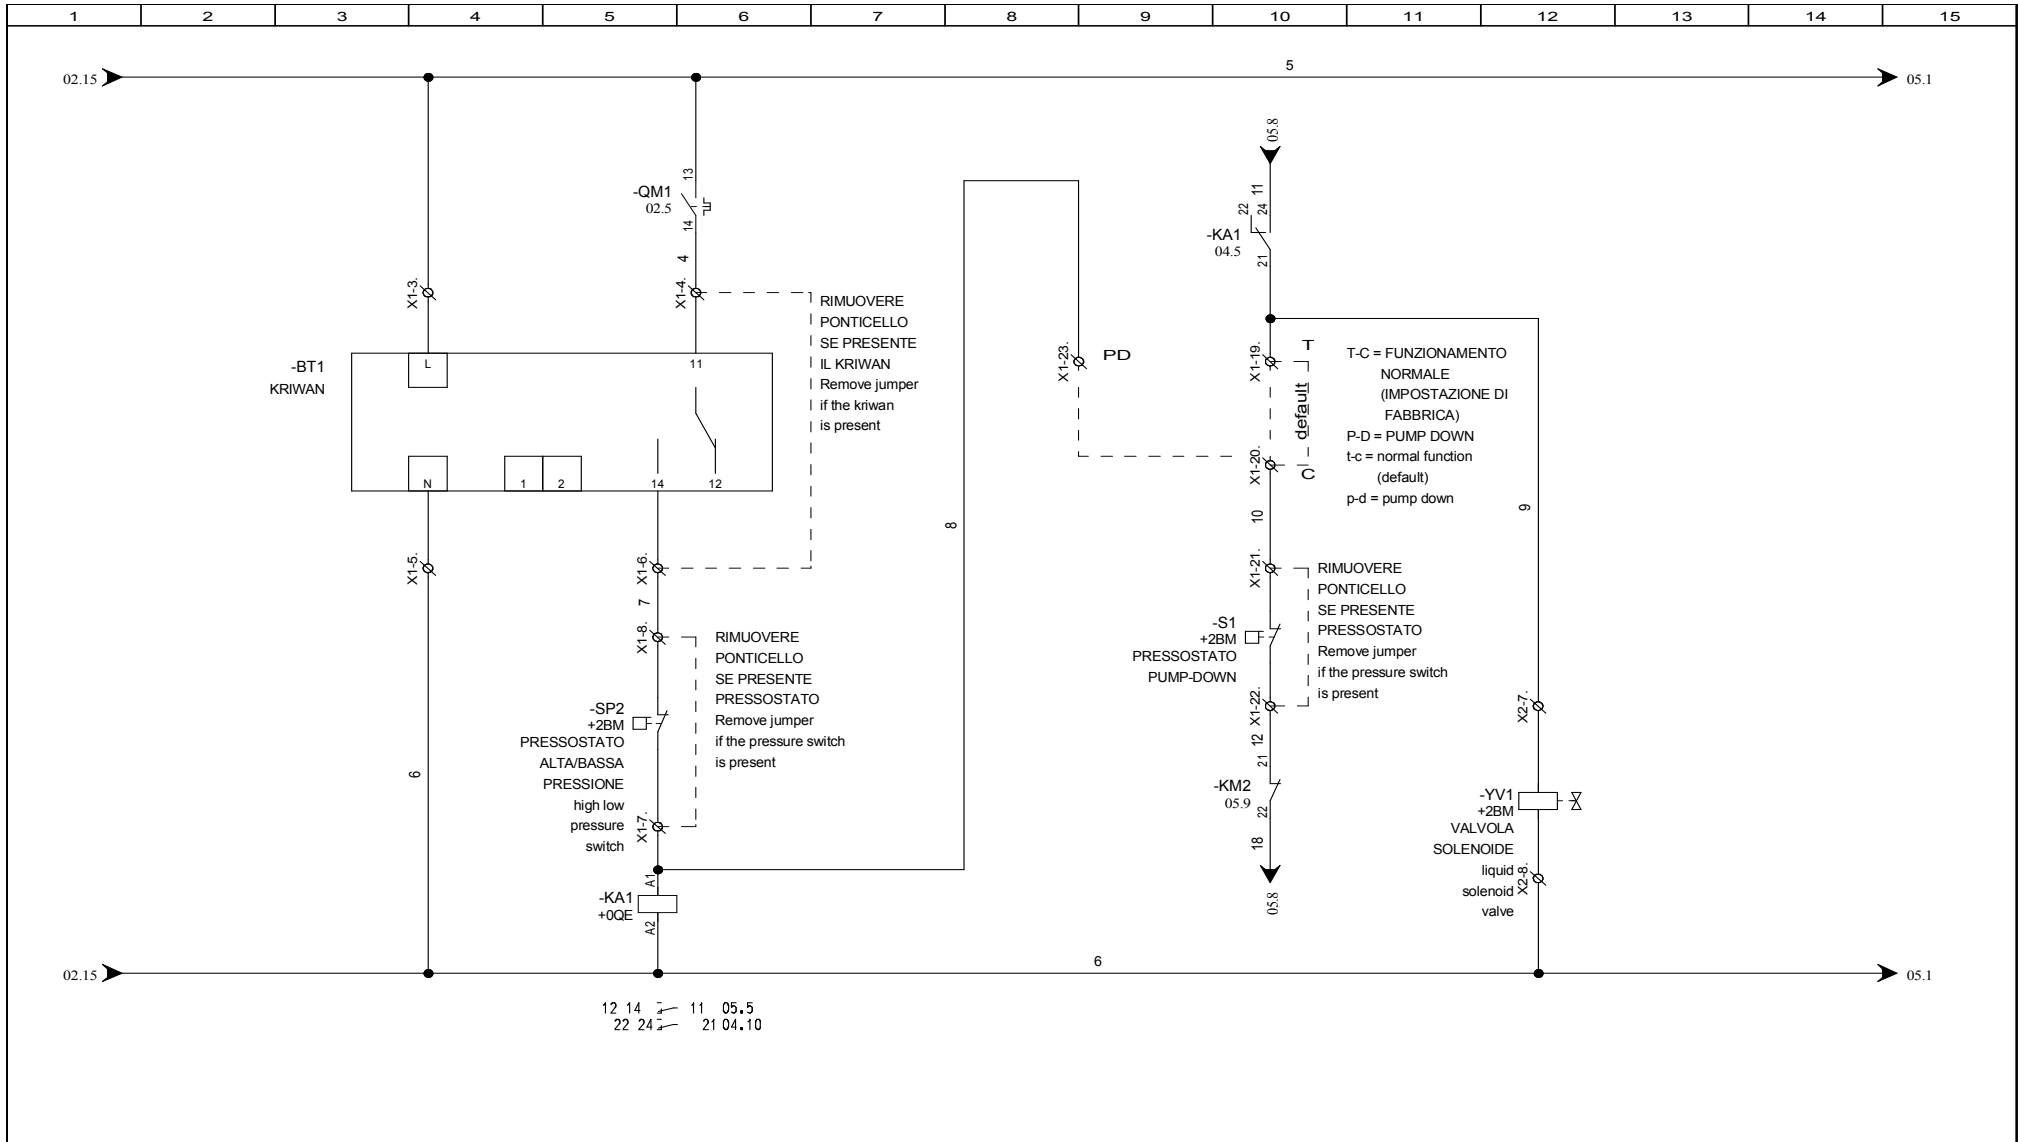 1 2 3 4 5 6 7 8 9 10 11 12 13 14 15
02.15
5
05.1
13
-QM1
02.5
14
4
X1-3.
X1-4.
RIMUOVERE
PONTICELLO
SE PRESENTE
IL KRIWAN
Remove jumper
if the kriwan
is present
-BT1
KRIWAN
L
11
N
1
2
14
12
X1-5.
X1-6.
7
X1-8.
RIMUOVERE
PONTICELLO
SE PRESENTE
PRESSOSTATO
Remove jumper
if the pressure switch
is present
-SP2
+2BM
PRESSOSTATO
ALTA/BASSA
PRESSIONE
high low
pressure
switch
X1-7.
6
A1
-KA1
+0QE
A2
8
X1-23.
PD
05.8
11
22
24
-KA1
04.5
21
X1-19.
T
default
X1-20.
C
T-C = FUNZIONAMENTO
NORMALE
(IMPOSTAZIONE DI
FABBRICA)
P-D = PUMP DOWN
t-c = normal function
(default)
p-d = pump down
10
X1-21.
RIMUOVERE
PONTICELLO
SE PRESENTE
PRESSOSTATO
Remove jumper
if the pressure switch
is present
-S1
+2BM
PRESSOSTATO
PUMP-DOWN
X1-22.
12
21
-KM2
05.9
22
18
05.8
9
X2-7.
-YV1
+2BM
VALVOLA
SOLENOIDE
liquid
solenoid
valve
X2-8.
02.15
6
05.1
12 14 11 05.5
22 24 21 04.10